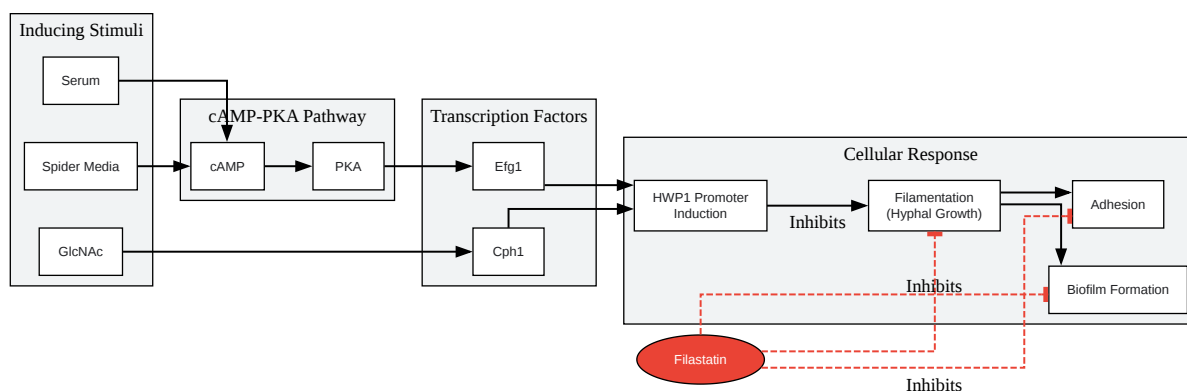 Inducing Stimuli
Serum
Spider Media
GlcNAc
cAMP-PKA Pathway
cAMP
PKA
Transcription Factors
Efg1
Cph1
Cellular Response
HWP1 Promoter
Induction
Inhibits
Filamentation
(Hyphal Growth)
Adhesion
Biofilm Formation
Inhibits
Filastatin
Inhibits